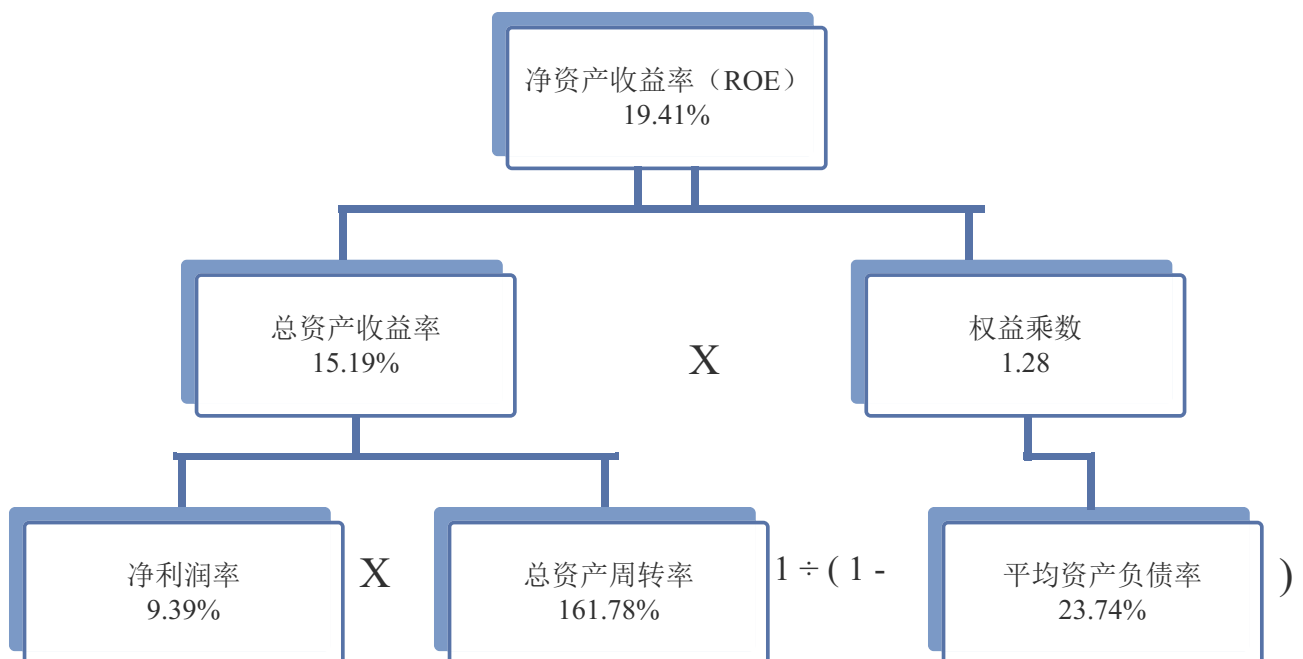 净资产收益率（ROE）
19.41%
总资产收益率
15.19%
X
权益乘数
1.28
净利润率
9.39%
X
总资产周转率
161.78%
1 ÷ ( 1 -
平均资产负债率
23.74%
)